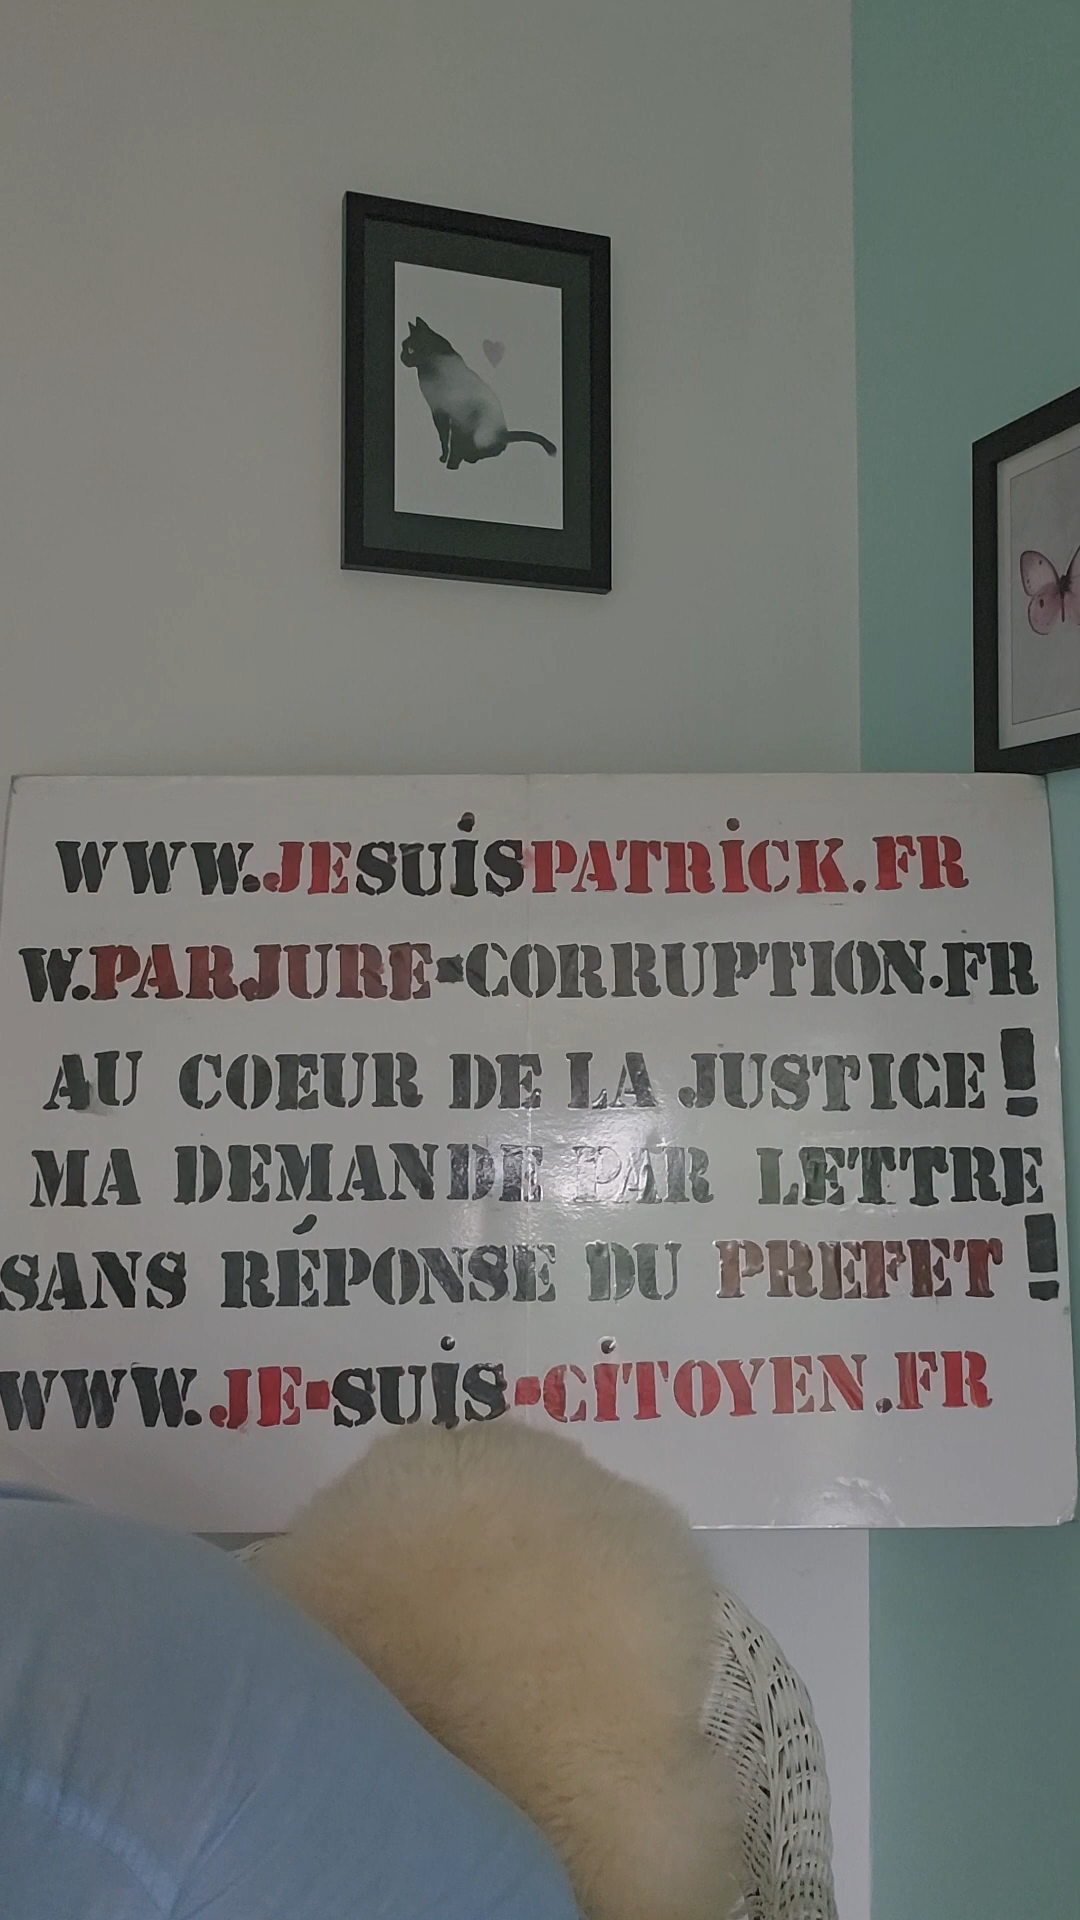 WWW.JESUiSPATRiCK.FR
W.PARJURE-CORRUPTION.FR
AU COEUR DE LA JUSTICE!
MA DEMANDE PAR LETTRE
SANS RÉPONSE DU PREFET!
WWW.JE-SUiS-CiTOYEN.FR